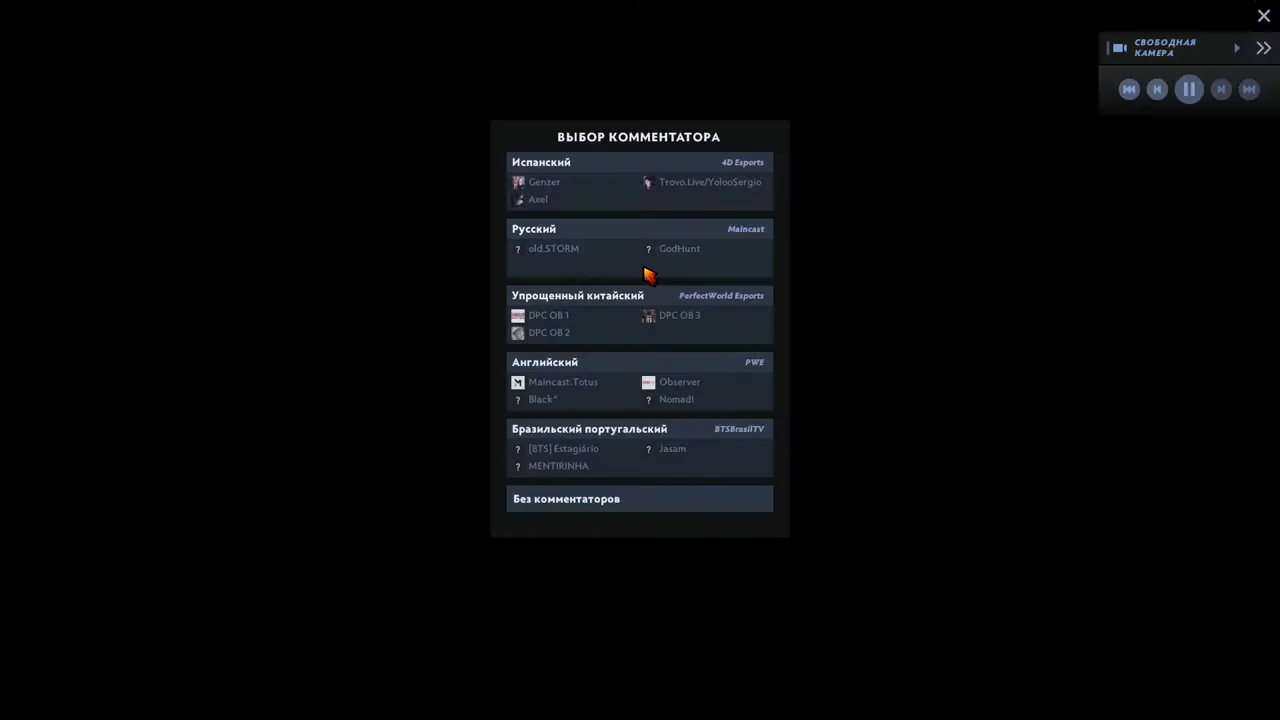 СВОБОДНАЯ
КАМЕРА
ВЫБОР КОММЕНТАТОРА
Испанский 4D Esports
Genzer Trovo.Live/YolooSergio
Axel
Русский Maincast
? old.STORM ? GodHunt
Упрощенный китайский PerfectWorld Esports
DPC OB 1 DPC OB 3
DPC OB 2
Английский PWE
Maincast.Totus Observer
? Black^ ? Nomad!
Бразильский португальский BTSBrasilTV
? [BTS] Estagiário ? Jasam
? MENTIRINHA
Без комментаторов